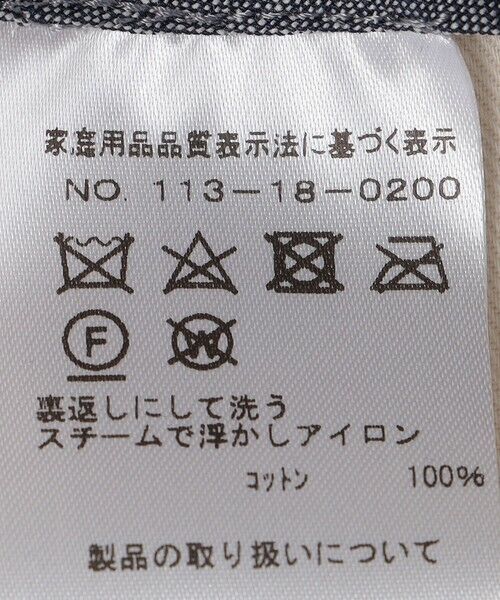 家庭用品品質表示法に基づく表示
NO. 113-18-0200
F W
裏返しにして洗う
スチームで浮かしアイロン
コットン 100%
製品の取り扱いについて